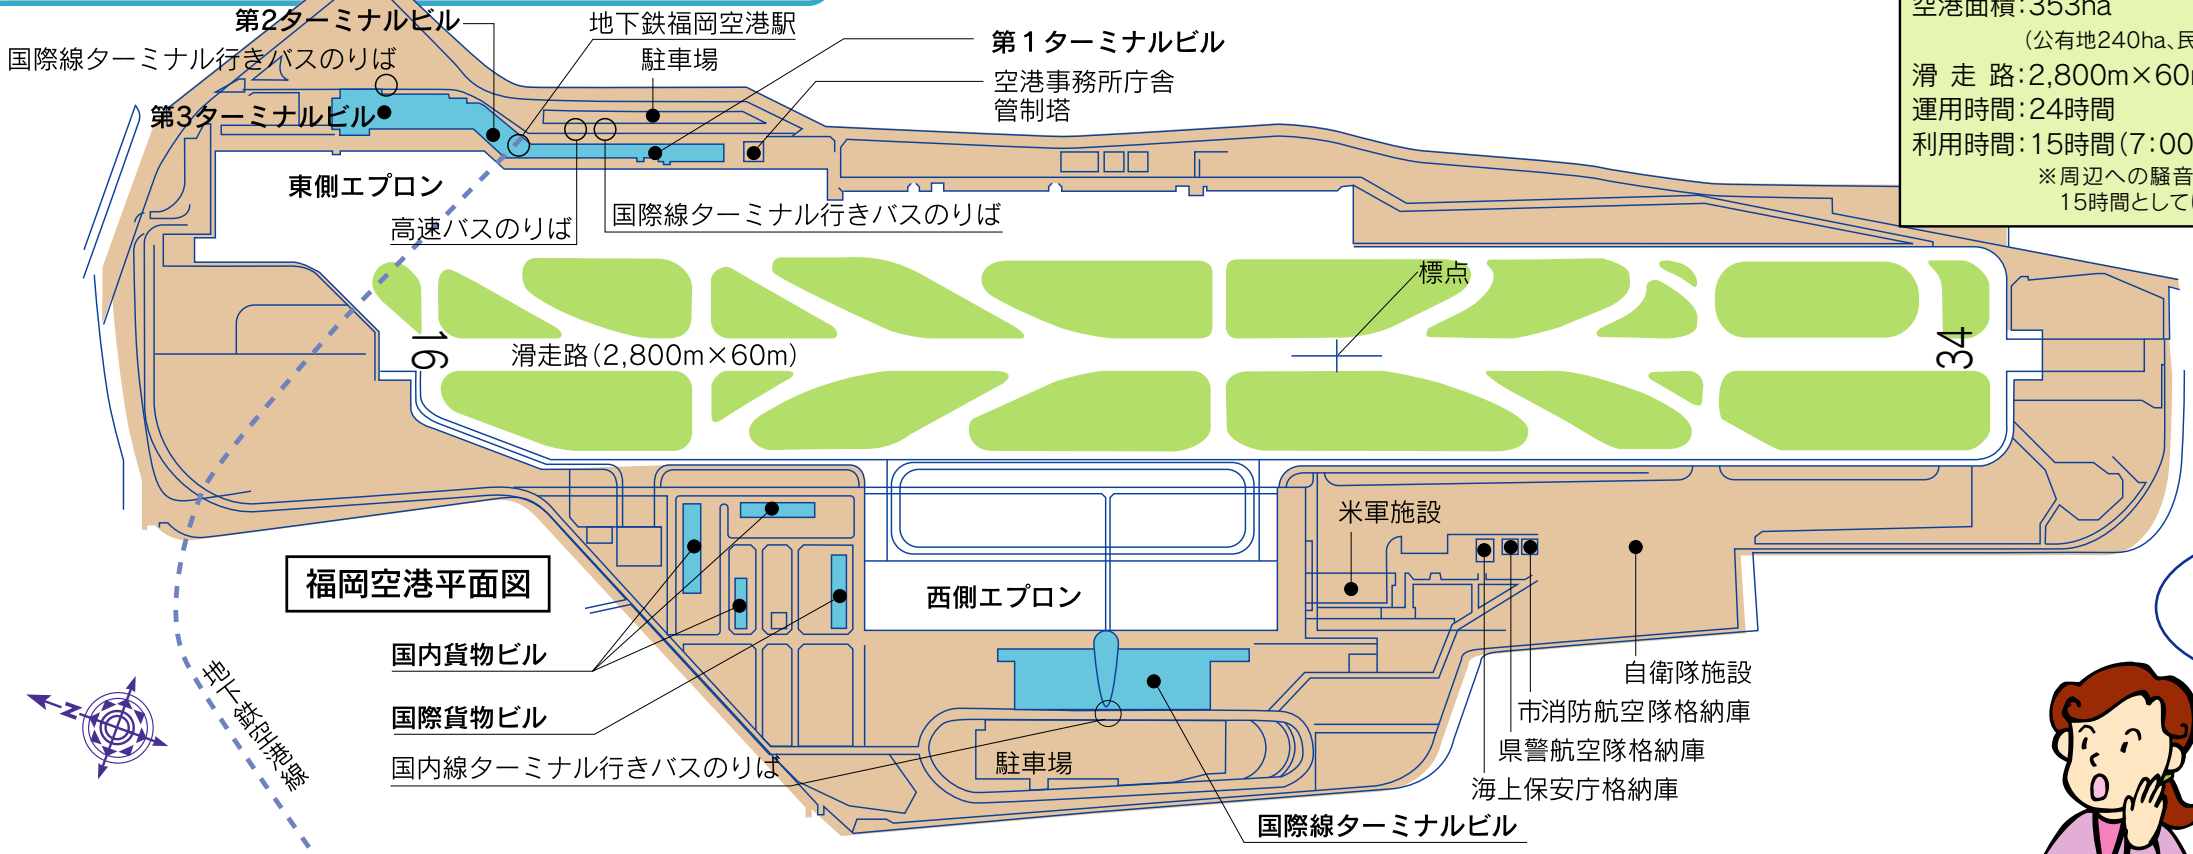 第2ターミナルビル
地下鉄福岡空港駅
国際線ターミナル行きバスのりば
駐車場
第1ターミナルビル
空港事務所庁舎
管制塔
第3ターミナルビル
東側エプロン
高速バスのりば
国際線ターミナル行きバスのりば
空港面積:353ha
(公有地240ha、民
滑走路:2,800m×60m
運用時間:24時間
利用時間:15時間(7:00
※周辺への騒音
15時間として
標点
16
滑走路(2,800m×60m)
34
米軍施設
福岡空港平面図
西側エプロン
国内貨物ビル
国際貨物ビル
国内線ターミナル行きバスのりば
駐車場
自衛隊施設
市消防航空隊格納庫
県警航空隊格納庫
海上保安庁格納庫
国際線ターミナルビル
地下鉄空港線
N